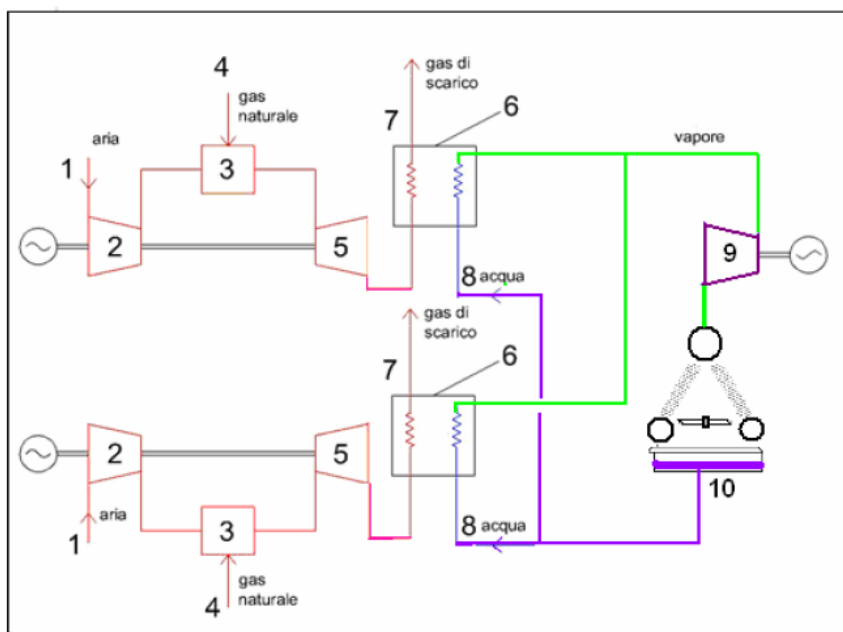 4
gas
naturale
aria
1
3
2
5
gas di
scarico
7
6
vapore
9
8 acqua
gas di
scarico
7
6
2
5
8 acqua
10
1
aria
3
gas
naturale
4